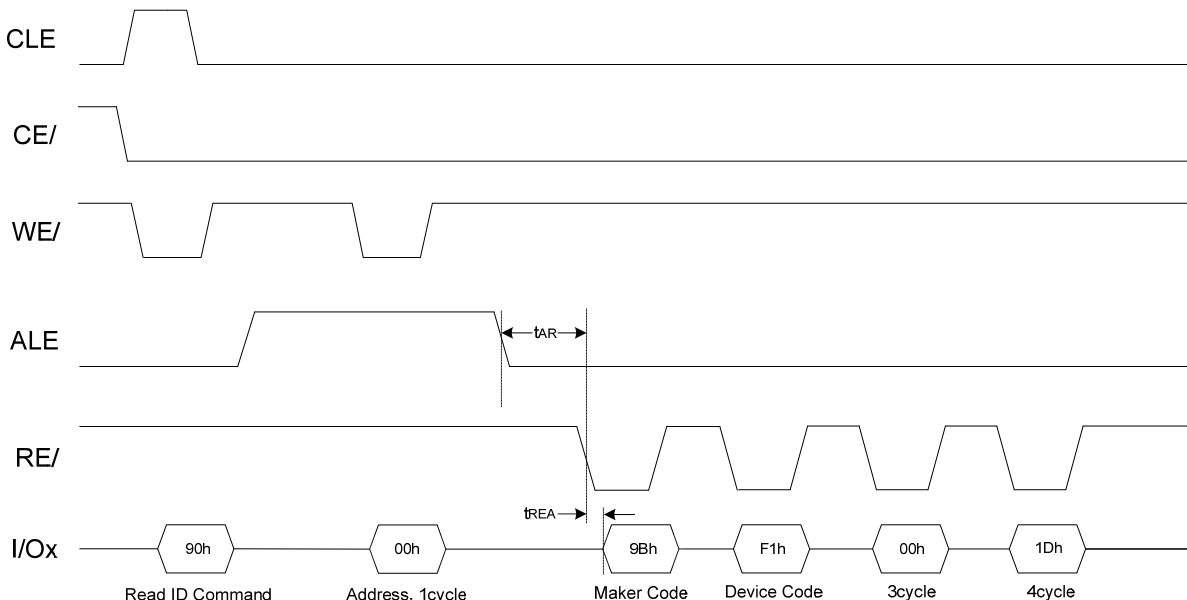 CLE
CE/
WE/
ALE
tAR
RE/
tREA
I/Ox
90h
00h
9Bh
F1h
00h
1Dh
Read ID Command
Address, 1cycle
Maker Code
Device Code
3cycle
4cycle